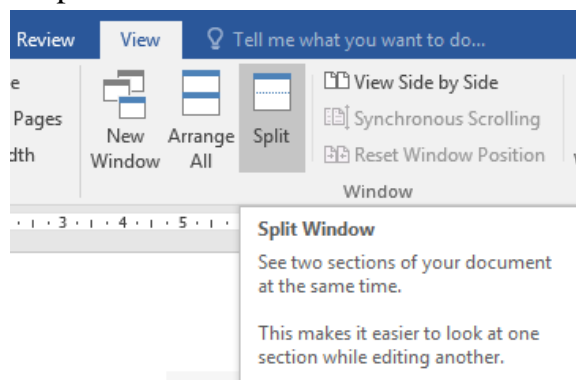 Review View Tell me what you want to do...
e
Pages
dth
New Window
Arrange All
Split
View Side by Side
Synchronous Scrolling
Reset Window Position
Window
3 4 5
Split Window
See two sections of your document
at the same time.
This makes it easier to look at one
section while editing another.